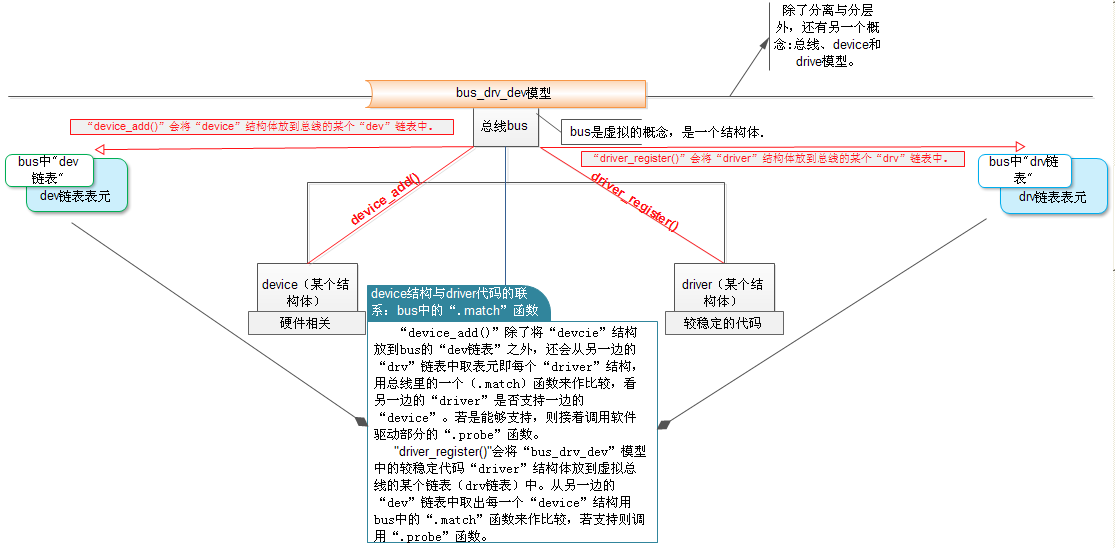 除了分离与分层
外，还有另一个概
念:总线、device和
drive模型。
bus_drv_dev模型
“device_add()”会将“device”结构体放到总线的某个“dev”链表中.
总线bus
bus是虚拟的概念，是一个结构体.
“driver_register()”会将“driver”结构体放到总线的某个“drv”链表中.
bus中“dev
链表“
dev链表表元
bus中“drv链
表“
drv链表表元
device_add()
driver_register()
device（某个结
构体）
硬件相关
driver（某个结
构体）
较稳定的代码
device结构与driver代码的联
系：bus中的“.match”函数
“device_add()”除了将“devcie”结构
放到bus的“dev链表”之外，还会从另一边的
“drv”链表中取表元即每个“driver”结构，
用总线里的一个（.match）函数来作比较，看
另一边的“driver”是否支持一边的
“device”。若是能够支持，则接着调用软件
驱动部分的“.probe”函数。
"driver_register()"会将“bus_drv_dev”模型
中的较稳定代码“driver”结构体放到虚拟总
线的某个链表（drv链表）中。从另一边的
“dev”链表中取出每一个“device”结构用
bus中的“.match”函数来作比较，若支持则调
用“.probe”函数。